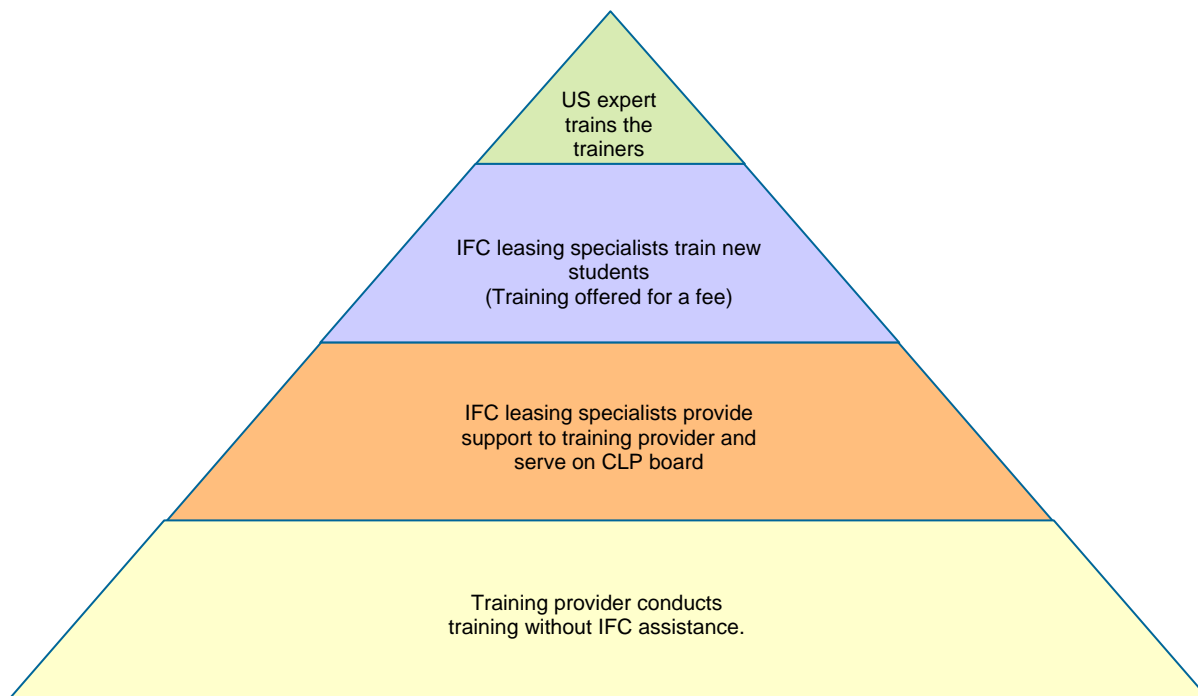 US expert
trains the
trainers
IFC leasing specialists train new
students
(Training offered for a fee)
IFC leasing specialists provide
support to training provider and
serve on CLP board
Training provider conducts
training without IFC assistance.